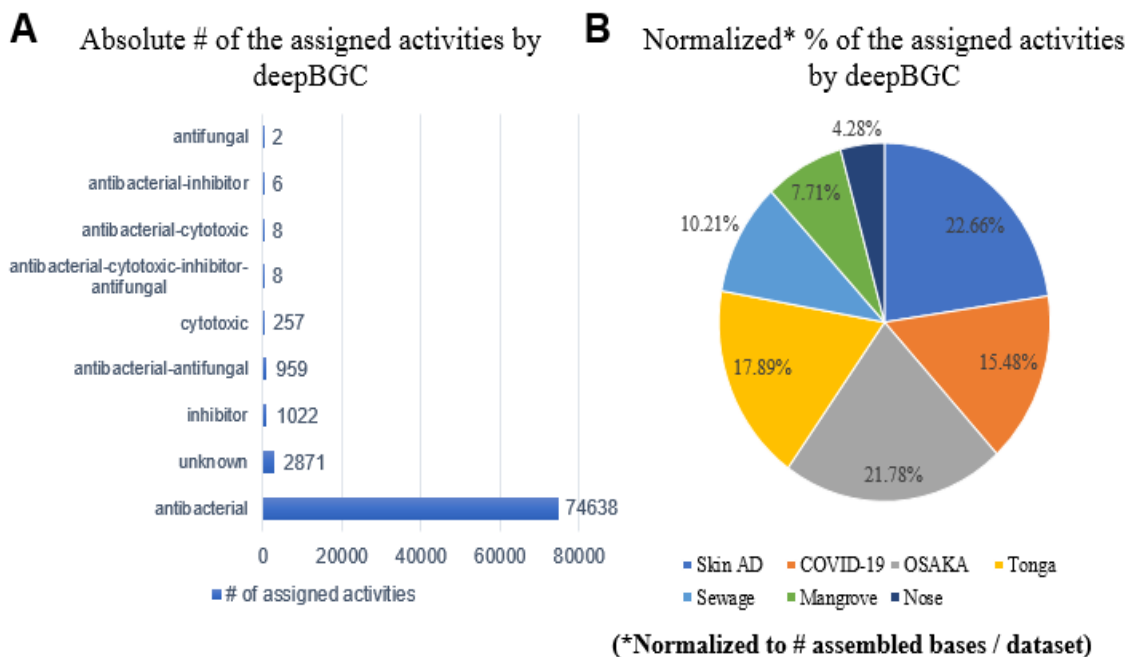 A
Absolute # of the assigned activities by
deepBGC
antifungal 2
antibacterial-inhibitor 6
antibacterial-cytotoxic 8
antibacterial-cytotoxic-inhibitor-
antifungal 8
cytotoxic 257
antibacterial-antifungal 959
inhibitor 1022
unknown 2871
antibacterial 74638
0 20000 40000 60000 80000
# of assigned activities
B
Normalized* % of the assigned activities
by deepBGC
4.28%
7.71%
22.66%
10.21%
17.89%
15.48%
21.78%
Skin AD COVID-19 OSAKA Tonga
Sewage Mangrove Nose
(*Normalized to # assembled bases / dataset)